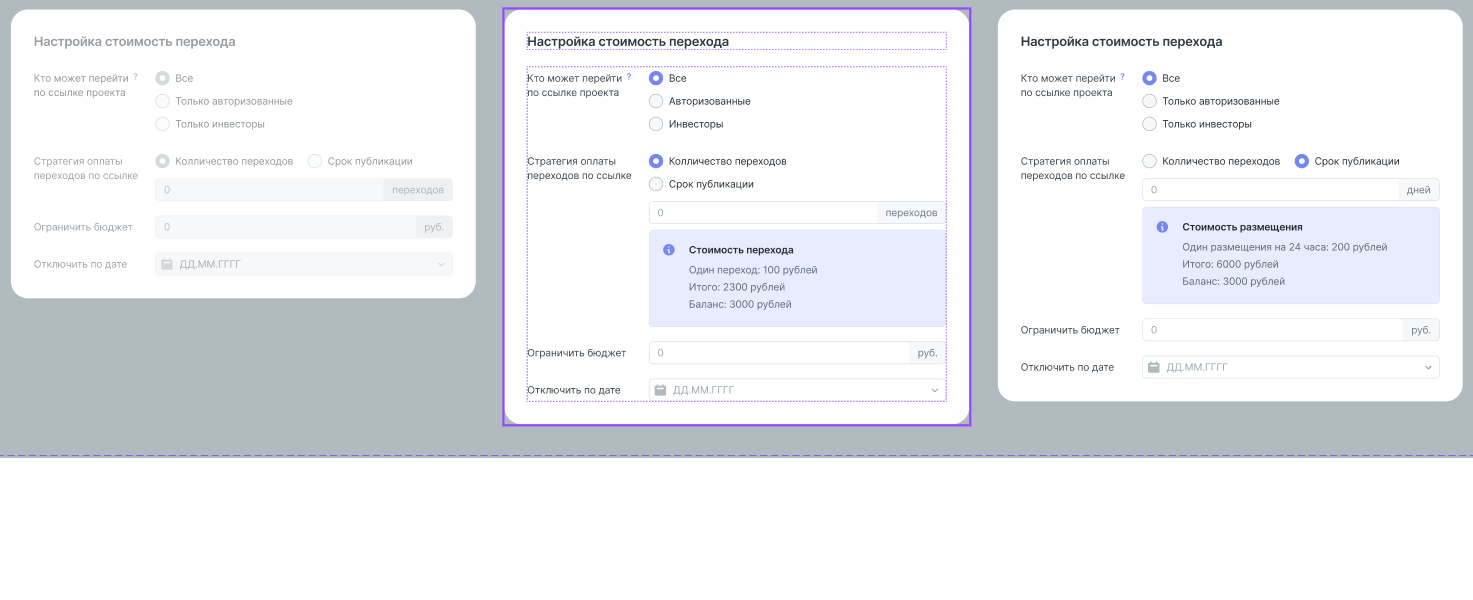 Настройка стоимость перехода
Кто может перейти ?
по ссылке проекта
Все
Только авторизованные
Только инвесторы
Стратегия оплаты
переходов по ссылке
Колличество переходов
Срок публикации
0
переходов
Ограничить бюджет
0
руб.
Отключить по дате
ДД.ММ.ГГГГ
Настройка стоимость перехода
Кто может перейти ?
по ссылке проекта
Все
Авторизованные
Инвесторы
Стратегия оплаты
переходов по ссылке
Колличество переходов
Срок публикации
0
переходов
Стоимость перехода
Один переход: 100 рублей
Итого: 2300 рублей
Баланс: 3000 рублей
Ограничить бюджет
0
руб.
Отключить по дате
ДД.ММ.ГГГГ
Настройка стоимость перехода
Кто может перейти ?
по ссылке проекта
Все
Только авторизованные
Только инвесторы
Стратегия оплаты
переходов по ссылке
Колличество переходов
Срок публикации
0
дней
Стоимость размещения
Один размещения на 24 часа: 200 рублей
Итого: 6000 рублей
Баланс: 3000 рублей
Ограничить бюджет
0
руб.
Отключить по дате
ДД.ММ.ГГГГ